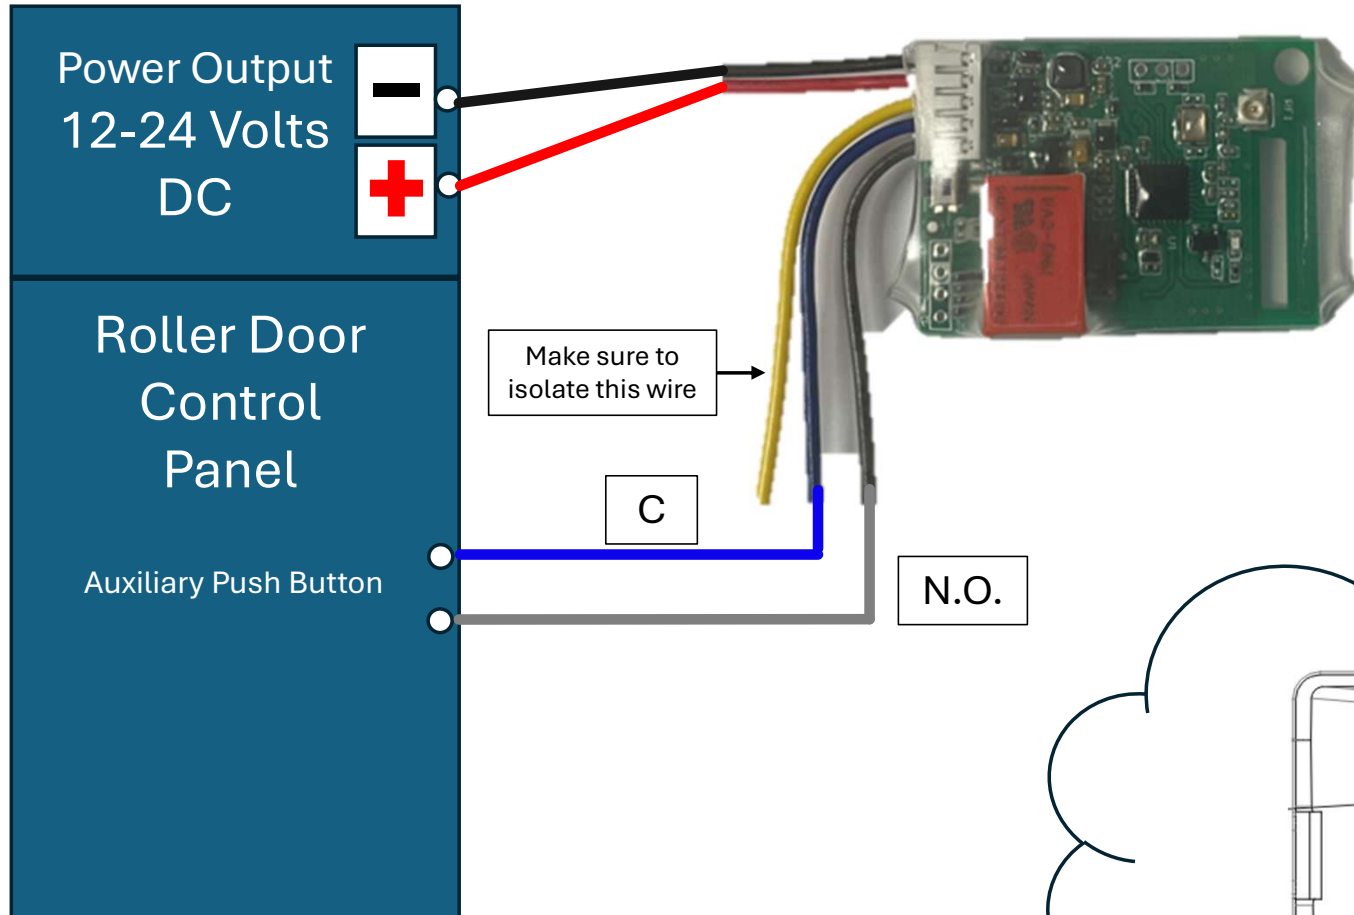 Power Output
12-24 Volts
DC
Roller Door
Control
Panel
Auxiliary Push Button
Make sure to
isolate this wire
C
N.O.